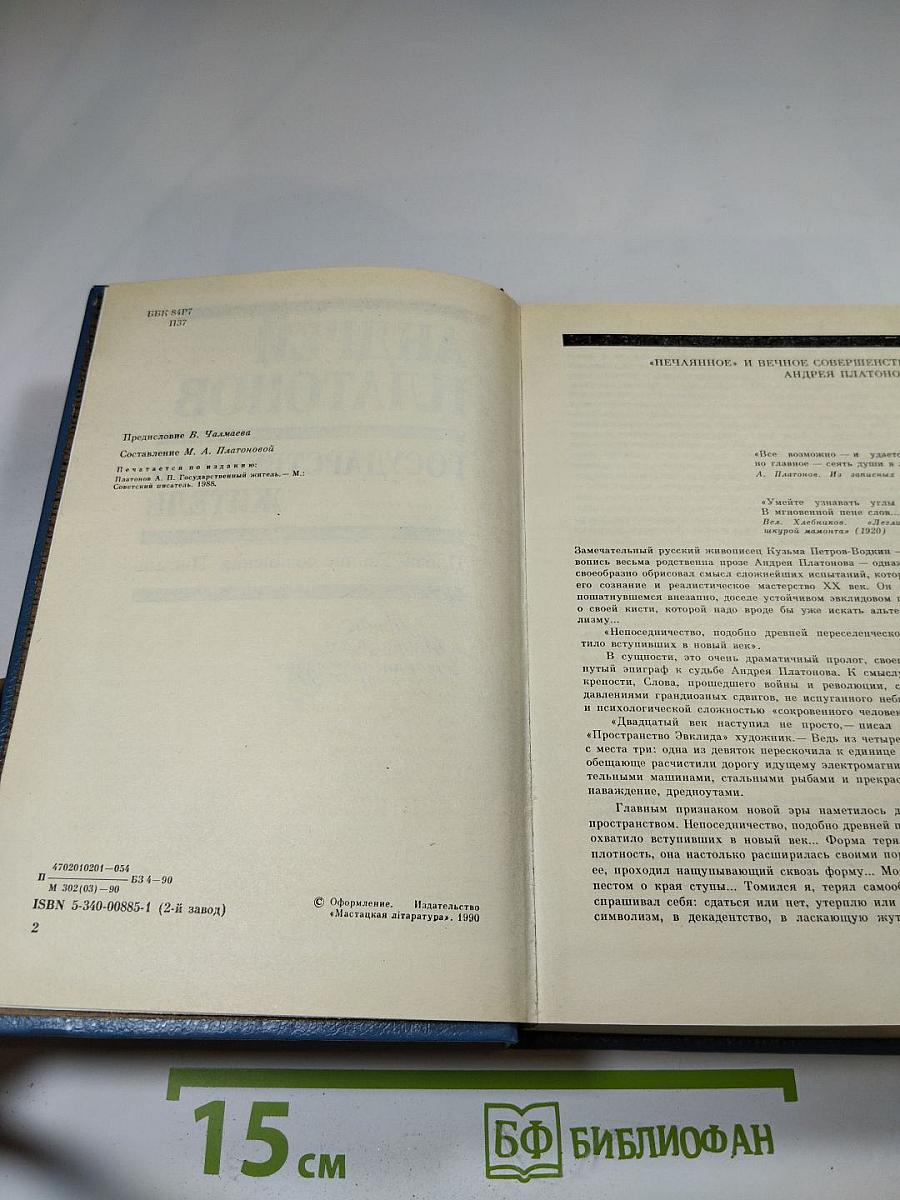 ББК 84Р7
П37
Предисловие В. Чалмаева
Составление М. А. Платоновой
Печатается по изданию:
Платонов А. П. Государственный житель.— М.:
Советский писатель. 1988.
4702010201—054
П
БЗ 4—90
М 302(03)—90
ISBN 5-340-00885-1 (2-й завод)
© Оформление. Издательство
«Мастацкая літаратура». 1990
2
«НЕЧАЯННОЕ» И ВЕЧНОЕ СОВЕРШЕНСТ
АНДРЕЯ ПЛАТОНО
«Все возможно — и удает
но главное — сеять души в
А. Платонов. Из записных
«Умейте узнавать углы
В мгновенной пене слов...
Вел. Хлебников. «Легли
шкурой мамонта» (1920)
Замечательный русский живописец Кузьма Петров-Водкин —
вопись весьма родственна прозе Андрея Платонова — однаж
своеобразно обрисовал смысл сложнейших испытаний, котор
его сознание и реалистическое мастерство XX век. Он
пошатнувшемся внезапно, доселе устойчивом эвклидовом п
о своей кисти, которой надо вроде бы уже искать альте
лизму...
«Непоседничество, подобно древней переселенческо
тило вступивших в новый век».
В сущности, это очень драматичный пролог, свое
нутый эпиграф к судьбе Андрея Платонова. К смыслу
крепости, Слова, прошедшего войны и революции, с
давлениями грандиозных сдвигов, не испуганного неб
и психологической сложностью «сокровенного человек
«Двадцатый век наступил не просто,— писал
«Пространство Эвклида» художник.— Ведь из четыре
с места три: одна из девяток перескочила к единице
обещающе расчистили дорогу идущему электромагни
тельными машинами, стальными рыбами и прекрас
наваждение, дредноутами.
Главным признаком новой эры наметилось д
пространством. Непоседничество, подобно древней п
охватило вступивших в новый век... Форма теря
плотность, она настолько расширилась своими пор
ее, проходил нащупывающий сквозь форму... Мо
пестом о края ступы... Томился я, терял самооб
спрашивал себя: сдаться или нет, утерплю или
символизм, в декадентство, в ласкающую жут
15 см
БФ БИБЛИОФАН